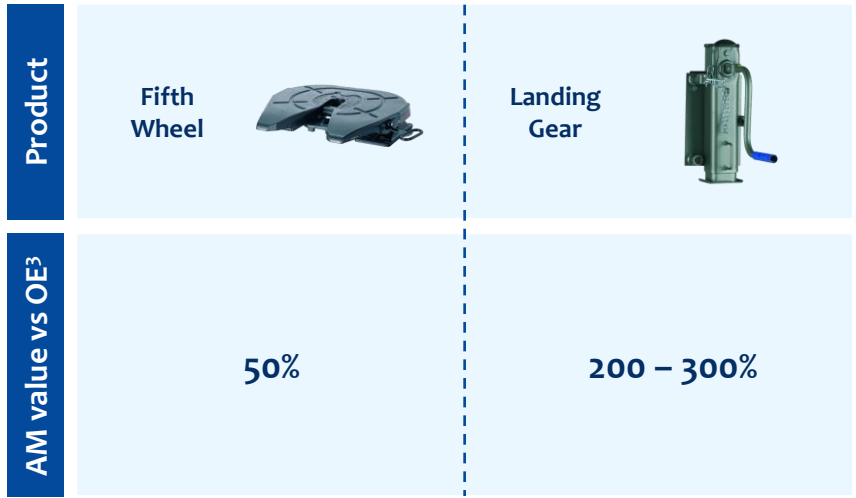 Product
Fifth
Wheel
Landing
Gear
AM value vs OE³
50%
200 – 300%